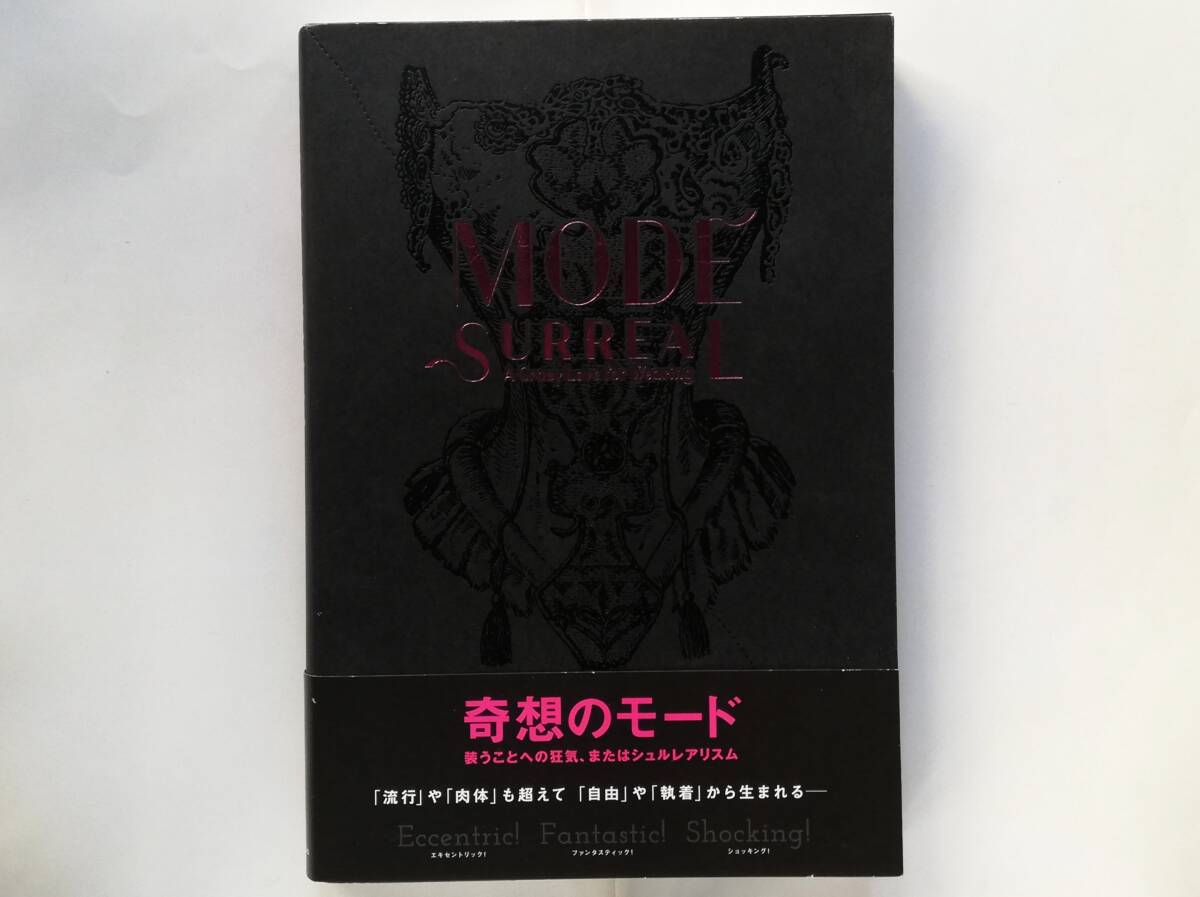 MODE
SURREAL
A Crazy Love for Wearing
奇想のモード
装うことへの狂気、またはシュルレアリスム
「流行」や「肉体」も超えて 「自由」や「執着」から生まれる──
Eccentric! Fantastic! Shocking!
エキセントリック! ファンタスティック! ショッキング!